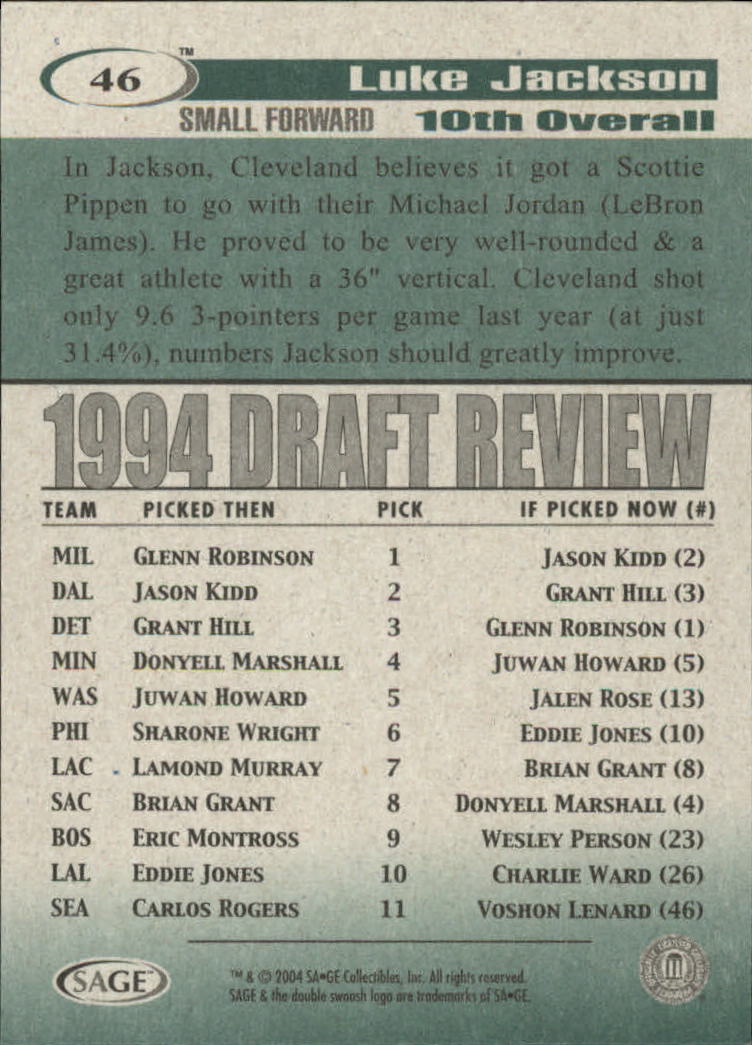 46 ™ Luke Jackson
SMALL FORWARD 10th Overall
In Jackson, Cleveland believes it got a Scottie
Pippen to go with their Michael Jordan (LeBron
James). He proved to be very well-rounded & a
great athlete with a 36" vertical. Cleveland shot
only 9.6 3-pointers per game last year (at just
31.4%), numbers Jackson should greatly improve.
1994 DRAFT REVIEW
TEAM PICKED THEN PICK IF PICKED NOW (#)
MIL GLENN ROBINSON 1 JASON KIDD (2)
DAL JASON KIDD 2 GRANT HILL (3)
DET GRANT HILL 3 GLENN ROBINSON (1)
MIN DONYELL MARSHALL 4 JUWAN HOWARD (5)
WAS JUWAN HOWARD 5 JALEN ROSE (13)
PHI SHARONE WRIGHT 6 EDDIE JONES (10)
LAC LAMOND MURRAY 7 BRIAN GRANT (8)
SAC BRIAN GRANT 8 DONYELL MARSHALL (4)
BOS ERIC MONTROSS 9 WESLEY PERSON (23)
LAL EDDIE JONES 10 CHARLIE WARD (26)
SEA CARLOS ROGERS 11 VOSHON LENARD (46)
SAGE™
™ & © 2004 SA•GE Collectibles, Inc. All rights reserved.
SAGE & the double swoosh logo are trademarks of SA•GE.